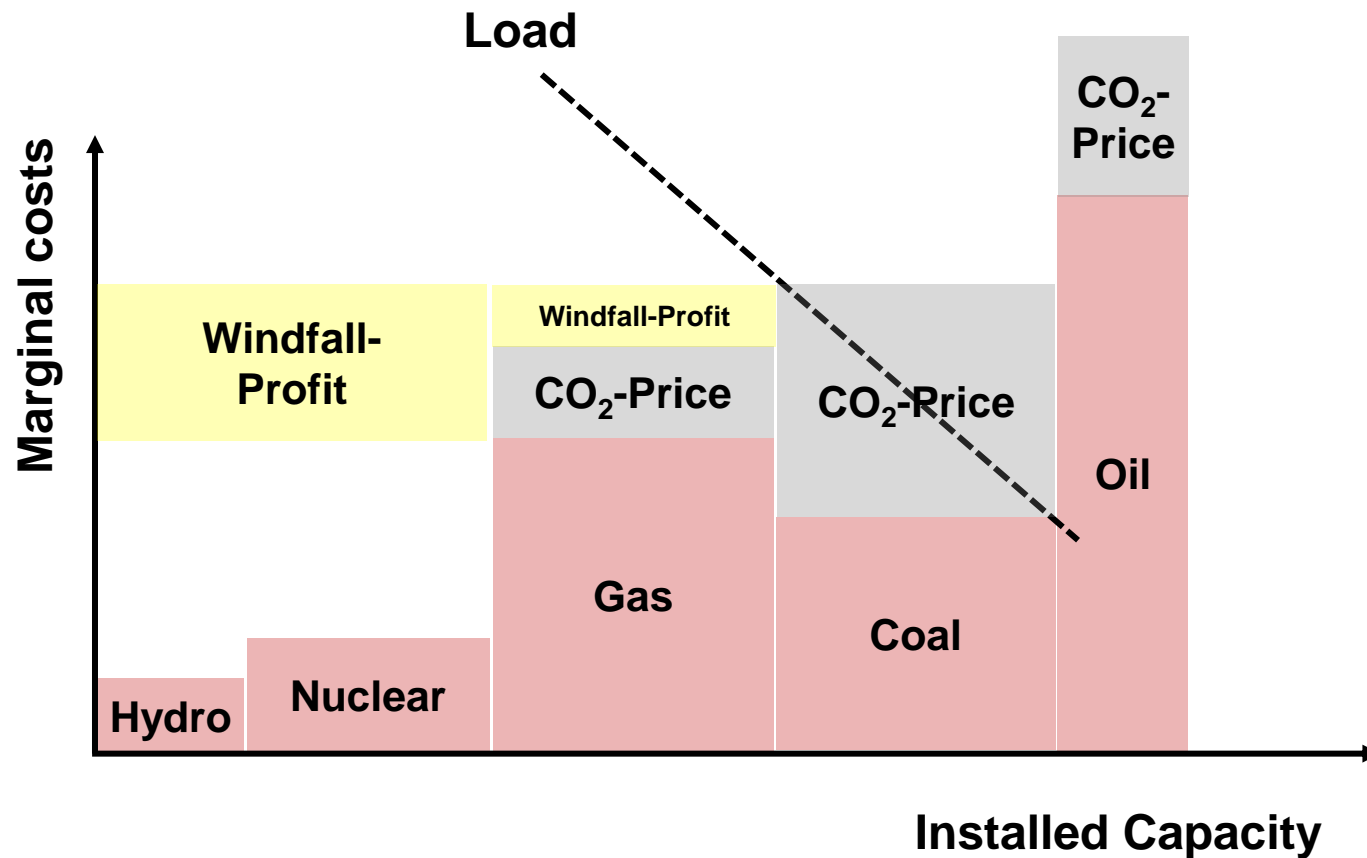 Load
CO₂-
Price
Marginal costs
Windfall-
Profit
Windfall-Profit
CO₂-Price
CO₂-Price
Oil
Gas
Coal
Nuclear
Hydro
Installed Capacity